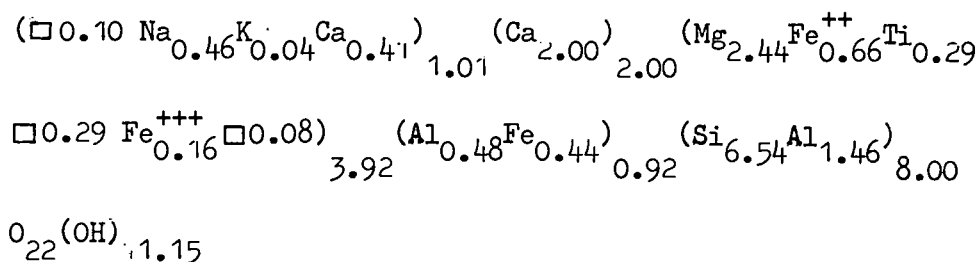 (□0.10 Na0.46K0.04Ca0.41)1.01 (Ca2.00)2.00 (Mg2.44Fe++0.66Ti0.29
□0.29 Fe+++0.16□0.08)3.92 (Al0.48Fe0.44)0.92 (Si6.54Al1.46)8.00
O22(OH)1.15